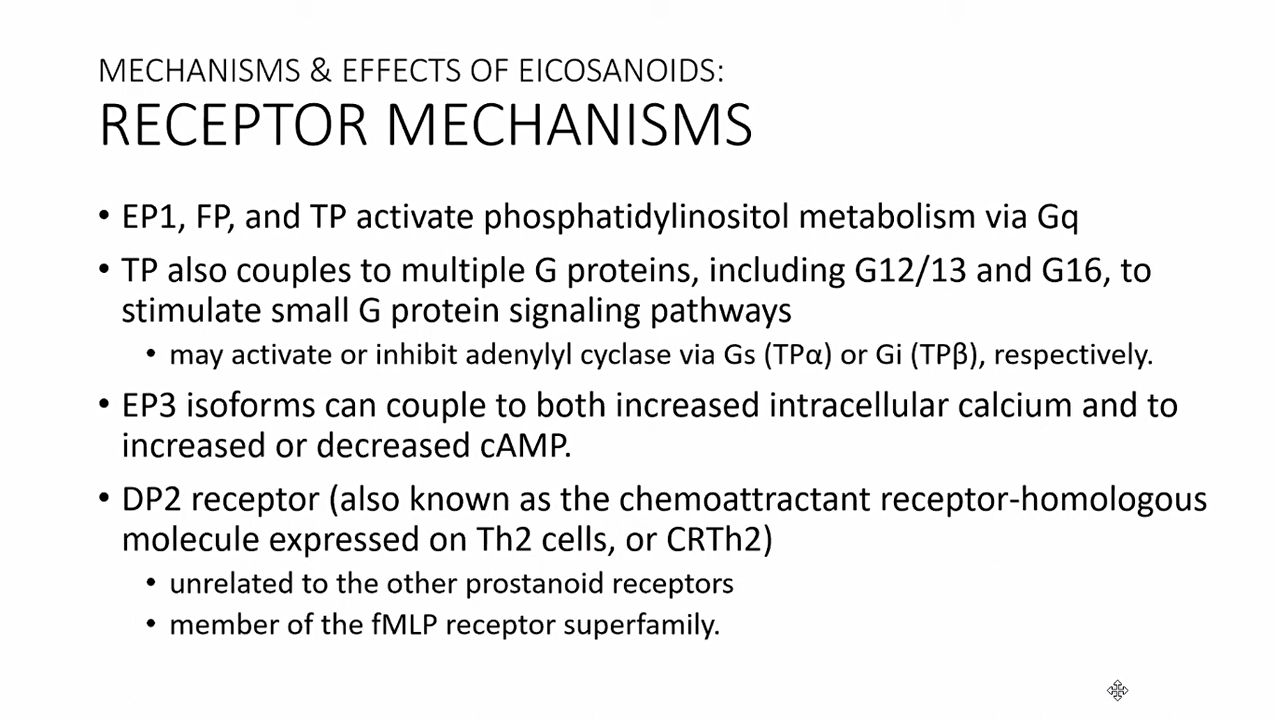 MECHANISMS & EFFECTS OF EICOSANOIDS:
RECEPTOR MECHANISMS
• EP1, FP, and TP activate phosphatidylinositol metabolism via Gq
• TP also couples to multiple G proteins, including G12/13 and G16, to
stimulate small G protein signaling pathways
• may activate or inhibit adenylyl cyclase via Gs (TPα) or Gi (TPβ), respectively.
• EP3 isoforms can couple to both increased intracellular calcium and to
increased or decreased cAMP.
• DP2 receptor (also known as the chemoattractant receptor-homologous
molecule expressed on Th2 cells, or CRTh2)
• unrelated to the other prostanoid receptors
• member of the fMLP receptor superfamily.